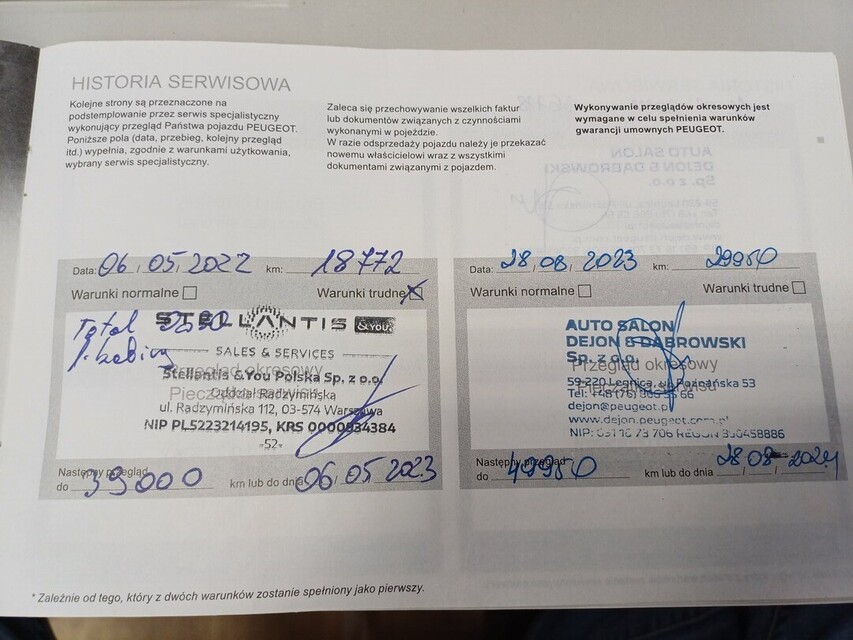 HISTORIA SERWISOWA
Kolejne strony są przeznaczone na
podstemplowanie przez serwis specjalistyczny
wykonujący przegląd Państwa pojazdu PEUGEOT.
Poniższe pola (data, przebieg, kolejny przegląd
itd.) wypełnia, zgodnie z warunkami użytkowania,
wybrany serwis specjalistyczny.
Zaleca się przechowywanie wszelkich faktur
lub dokumentów związanych z czynnościami
wykonanymi w pojeździe.
W razie odsprzedaży pojazdu należy je przekazać
nowemu właścicielowi wraz z wszystkimi
dokumentami związanymi z pojazdem.
Wykonywanie przeglądów okresowych jest
wymagane w celu spełnienia warunków
gwarancji umownych PEUGEOT.
Data: 06, 05, 2022 km: 18772
Warunki normalne Warunki trudne
Total
STELLANTIS &YOU
SALES & SERVICES
Przegląd okresowy
Stellantis & You Polska Sp. z o.o.
Oddział Radzymińska
ul. Radzymińska 112, 03-574 Warszawa
NIP PL5223214195, KRS 0000934384
-52-
Następny przegląd
do 39000 km lub do dnia 06, 05, 2023
Data: 28, 08, 2023 km: 29950
Warunki normalne Warunki trudne
AUTO SALON
DEJON & DĄBROWSKI
Sp. z o.o.
Przegląd okresowy
59-220 Legnica, ul. Poznańska 53
dejon@peugeot.pl
www.dejon.peugeot.com.pl
Następny przegląd
do 49950 km lub do dnia 28, 08, 2024
* Zależnie od tego, który z dwóch warunków zostanie spełniony jako pierwszy.